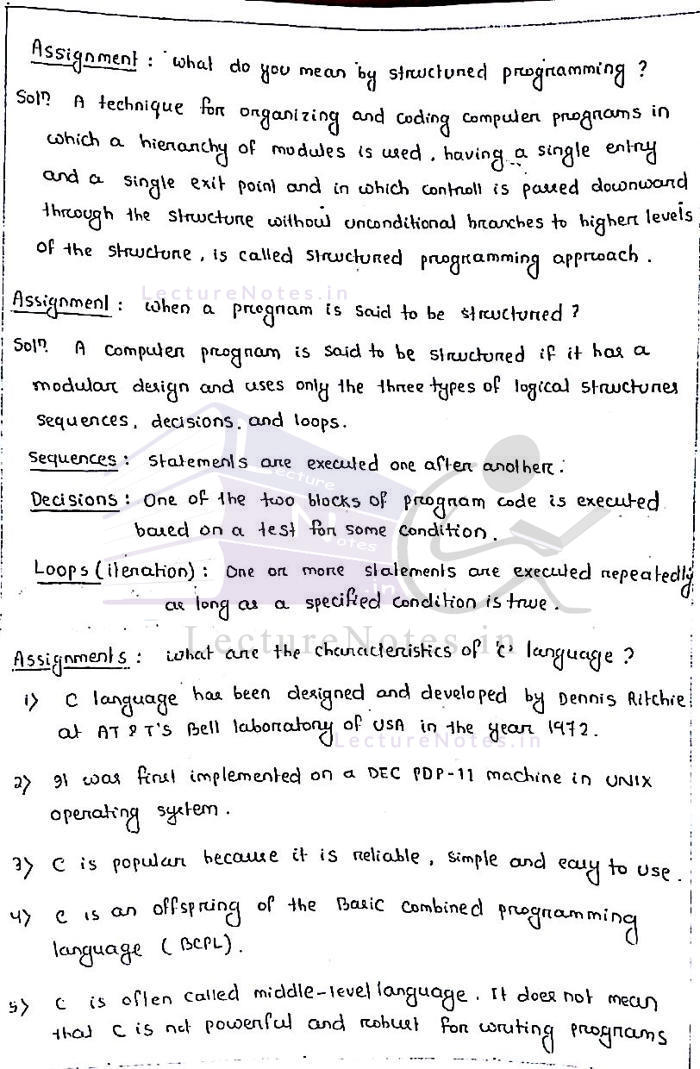 Assignment : what do you mean by structured programming ?
Solⁿ. A technique for organizing and coding computer programs in
which a hierarchy of modules is used, having a single entry
and a single exit point and in which controll is passed downward
through the structure without unconditional branches to higher levels
of the structure, is called structured programming approach.
LectureNotes.in
Assignment : when a program is said to be structured ?
Solⁿ. A computer program is said to be structured if it has a
modular design and uses only the three types of logical structures
sequences, decisions, and loops.
Sequences : statements are executed one after another.
Lecture
Decisions : One of the two blocks of program code is executed
based on a test for some condition.
Notes
.in
Loops (iteration) : One or more statements are executed repeatedly
as long as a specified condition is true.
LectureNotes.in
Assignments : what are the characteristics of 'C' language ?
1) C language has been designed and developed by Dennis Ritchie
at AT & T's Bell laboratory of USA in the year 1972.
LectureNotes.in
2) It was first implemented on a DEC PDP-11 machine in UNIX
operating system.
3) C is popular because it is reliable, simple and easy to use.
4) C is an offspring of the Basic Combined programming
language (BCPL).
5) C is often called middle-level language. It does not mean
that C is not powerful and robust for writing programs